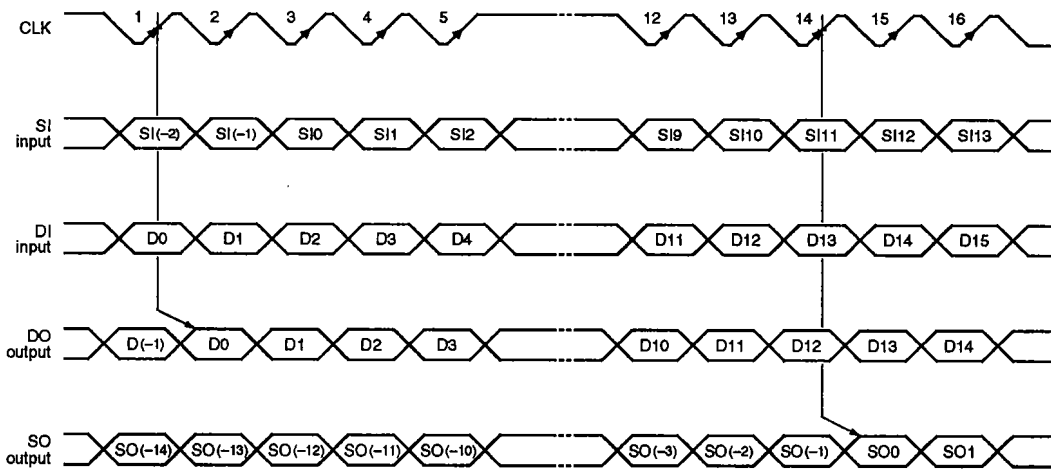 CLK 1 2 3 4 5 12 13 14 15 16
SI input SI(−2) SI(−1) SI0 SI1 SI2 SI9 SI10 SI11 SI12 SI13
DI input D0 D1 D2 D3 D4 D11 D12 D13 D14 D15
DO output D(−1) D0 D1 D2 D3 D10 D11 D12 D13 D14
SO output SO(−14) SO(−13) SO(−12) SO(−11) SO(−10) SO(−3) SO(−2) SO(−1) SO0 SO1